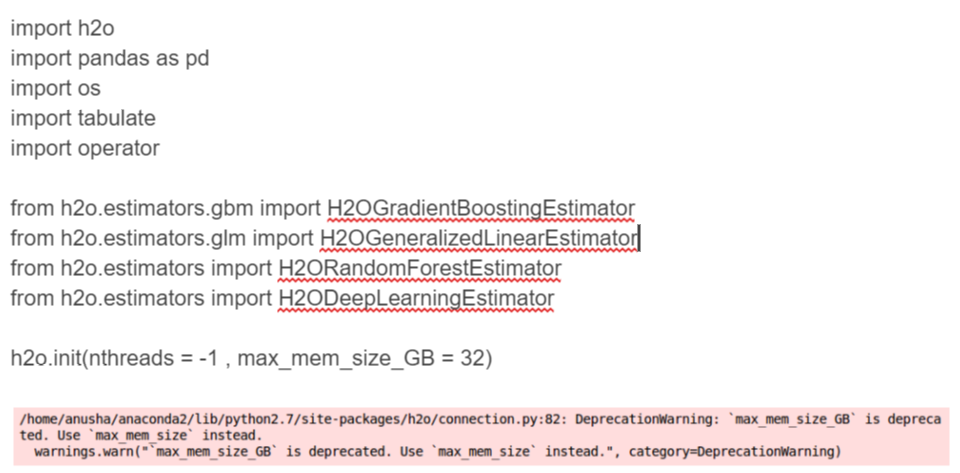 import h2o
import pandas as pd
import os
import tabulate
import operator
from h2o.estimators.gbm import H2OGradientBoostingEstimator
from h2o.estimators.glm import H2OGeneralizedLinearEstimator
from h2o.estimators import H2ORandomForestEstimator
from h2o.estimators import H2ODeepLearningEstimator
h2o.init(nthreads = -1 , max_mem_size_GB = 32)
/home/anusha/anaconda2/lib/python2.7/site-packages/h2o/connection.py:82: DeprecationWarning: `max_mem_size_GB` is depreca
ted. Use `max_mem_size` instead.
  warnings.warn("`max_mem_size_GB` is deprecated. Use `max_mem_size` instead.", category=DeprecationWarning)